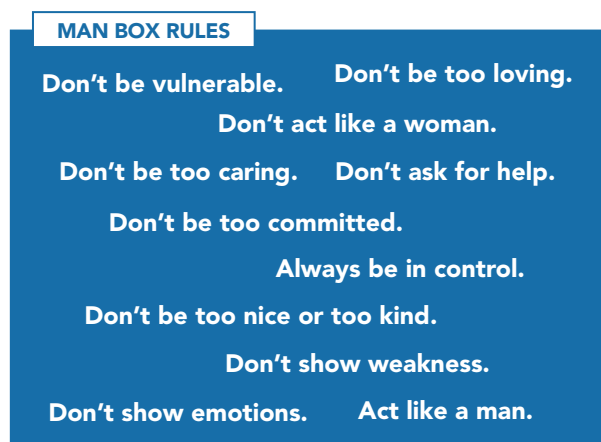 MAN BOX RULES
Don’t be vulnerable.
Don’t be too loving.
Don’t act like a woman.
Don’t be too caring.
Don’t ask for help.
Don’t be too committed.
Always be in control.
Don’t be too nice or too kind.
Don’t show weakness.
Don’t show emotions.
Act like a man.